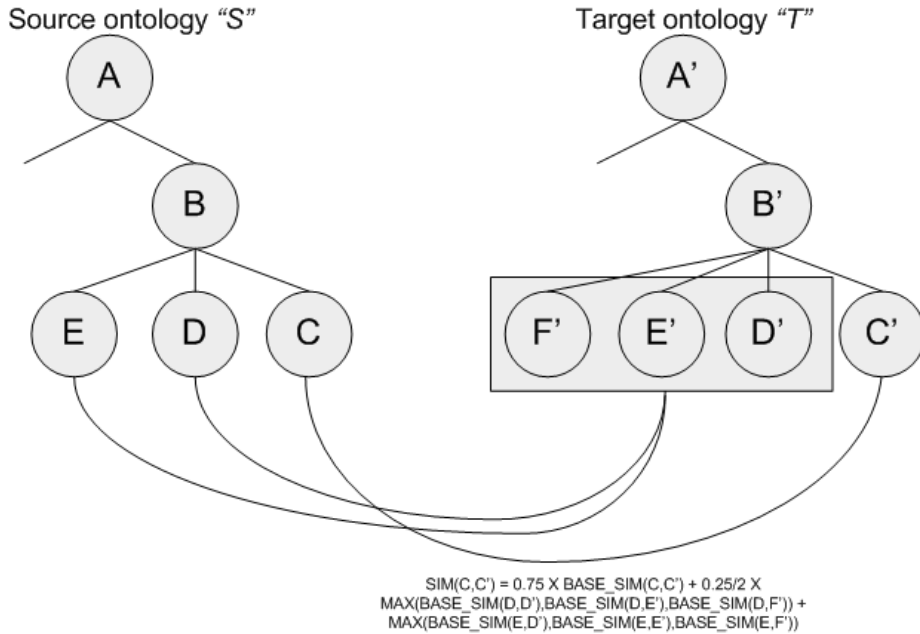 Source ontology “S”
Target ontology “T”
A
A’
B
B’
E
D
C
F’
E’
D’
C’
SIM(C,C’) = 0.75 X BASE_SIM(C,C’) + 0.25/2 X
MAX(BASE_SIM(D,D’),BASE_SIM(D,E’),BASE_SIM(D,F’)) +
MAX(BASE_SIM(E,D’),BASE_SIM(E,E’),BASE_SIM(E,F’))